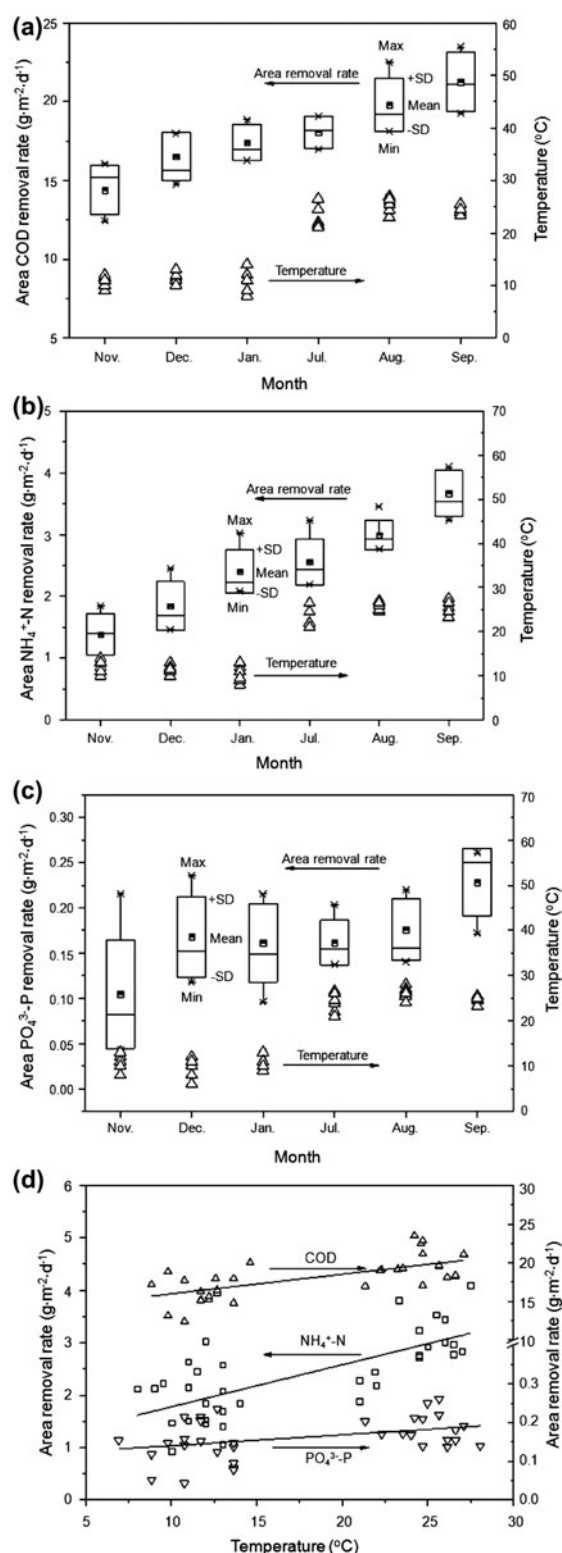 (a)
Area COD removal rate (g·m-2·d-1)
25
20
15
10
5
Max
Area removal rate
+SD
Mean
-SD
Min
Temperature
60
50
40
30
20
10
0
Temperature (oC)
Nov. Dec. Jan. Jul. Aug. Sep.
Month
(b)
Area NH4+-N removal rate (g·m-2·d-1)
5
4
3
2
1
0
Area removal rate
Max
+SD
Mean
-SD
Min
Temperature
70
60
50
40
30
20
10
0
Temperature (oC)
Nov. Dec. Jan. Jul. Aug. Sep.
Month
(c)
Area PO43--P removal rate (g·m-2·d-1)
0.30
0.25
0.20
0.15
0.10
0.05
0.00
Area removal rate
Max
+SD
Mean
-SD
Min
Temperature
70
60
50
40
30
20
10
0
Temperature (oC)
Nov. Dec. Jan. Jul. Aug. Sep.
Month
(d)
Area removal rate (g·m-2·d-1)
6
5
4
3
2
1
0
COD
NH4+-N
PO43--P
30
25
20
15
10
0.3
0.2
0.1
0.0
Area removal rate (g·m-2·d-1)
5 10 15 20 25 30
Temperature (oC)